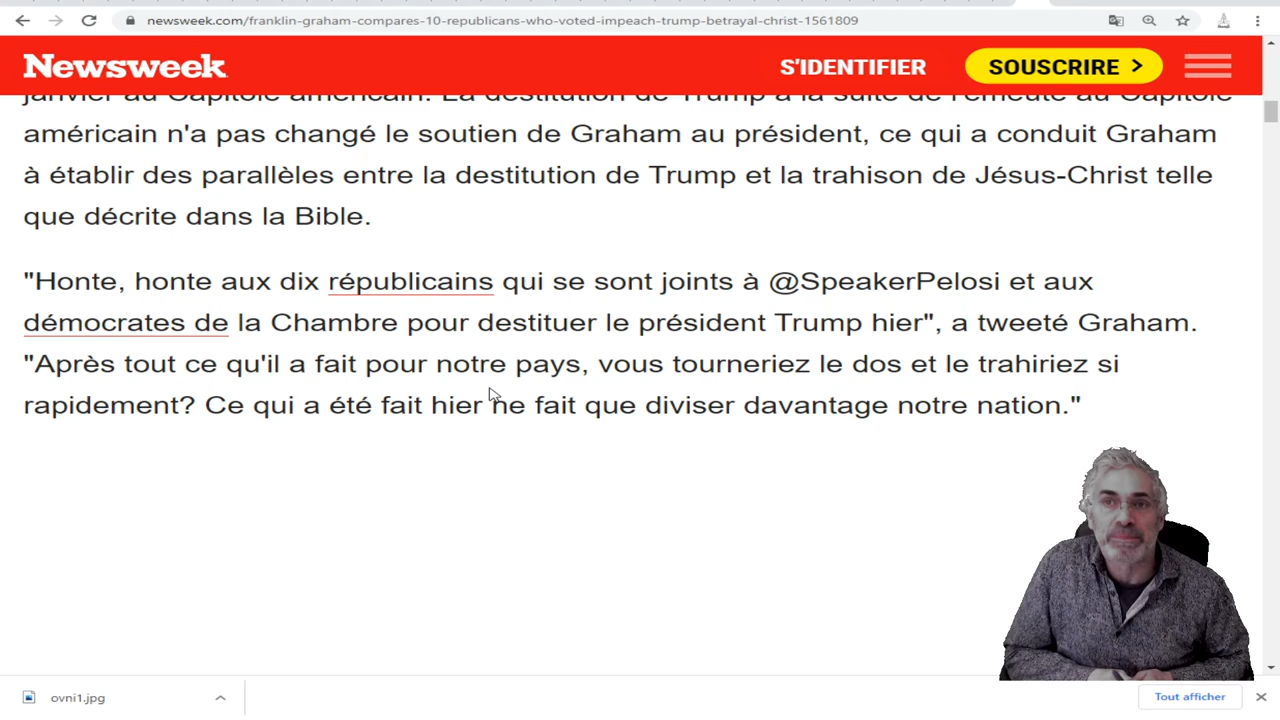 newsweek.com/franklin-graham-compares-10-republicans-who-voted-impeach-trump-betrayal-christ-1561809
Newsweek
S'IDENTIFIER
SOUSCRIRE
janvier au Capitole américain. La destitution de Trump à la suite de l'émeute au Capitole
américain n'a pas changé le soutien de Graham au président, ce qui a conduit Graham
à établir des parallèles entre la destitution de Trump et la trahison de Jésus-Christ telle
que décrite dans la Bible.
"Honte, honte aux dix républicains qui se sont joints à @SpeakerPelosi et aux
démocrates de la Chambre pour destituer le président Trump hier", a tweeté Graham.
"Après tout ce qu'il a fait pour notre pays, vous tourneriez le dos et le trahiriez si
rapidement? Ce qui a été fait hier ne fait que diviser davantage notre nation."
ovni1.jpg
Tout afficher